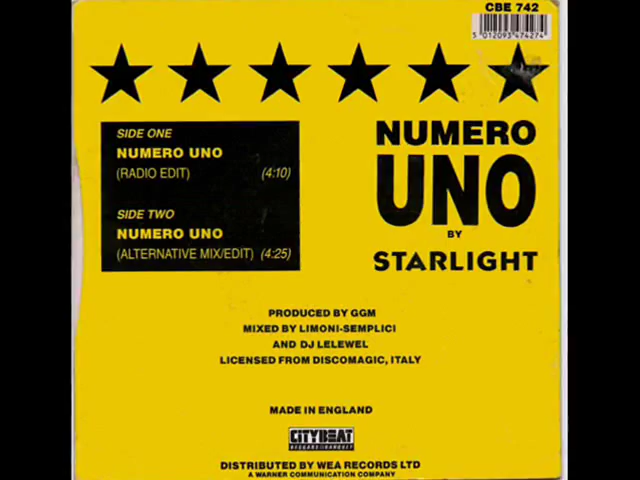 CBE 742
5 012093 474274
NUMERO
UNO
BY
STARLIGHT
SIDE ONE
NUMERO UNO
(RADIO EDIT) (4:10)
SIDE TWO
NUMERO UNO
(ALTERNATIVE MIX/EDIT) (4:25)
PRODUCED BY GGM
MIXED BY LIMONI-SEMPLICI
AND DJ LELEWEL
LICENSED FROM DISCOMAGIC, ITALY
MADE IN ENGLAND
CITYBEAT
BEGGARS BANQUET
DISTRIBUTED BY WEA RECORDS LTD
A WARNER COMMUNICATION COMPANY